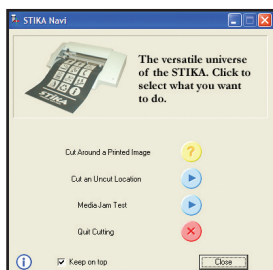 STIKA Navi
The versatile universe
of the STIKA. Click to
select what you want
to do.
STIKA
Cut Around a Printed Image
?
Cut an Uncut Location
Media Jam Test
Quit Cutting
i
Keep on top
Close